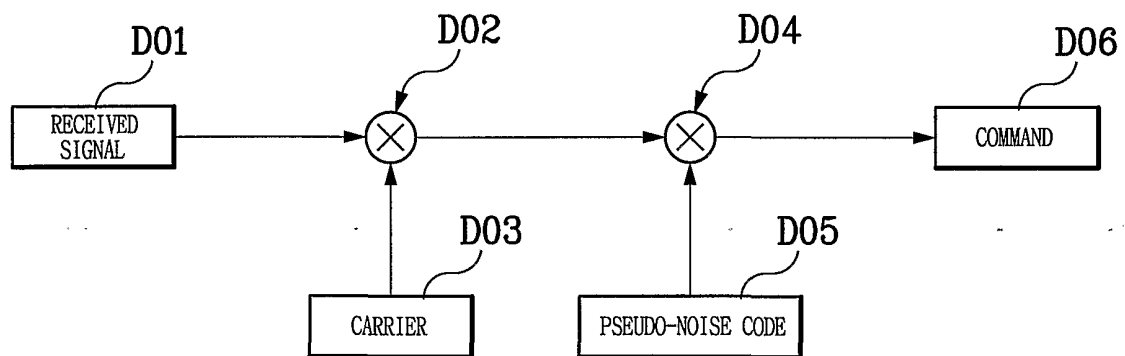 D01
D02
D04
D06
RECEIVED
SIGNAL
COMMAND
D03
D05
CARRIER
PSEUDO-NOISE CODE